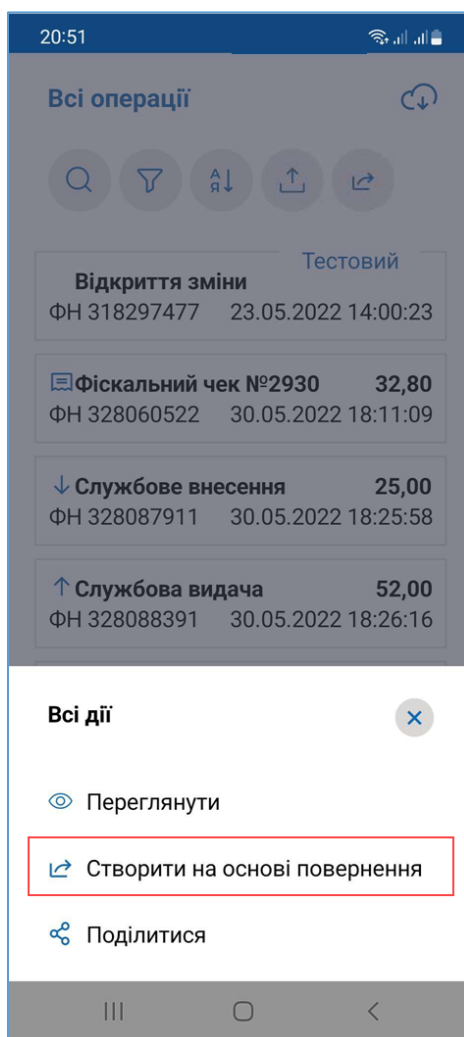 20:51
Всі операції
Тестовий
Відкриття зміни
ФН 318297477 23.05.2022 14:00:23
Фіскальний чек №2930 32,80
ФН 328060522 30.05.2022 18:11:09
Службове внесення 25,00
ФН 328087911 30.05.2022 18:25:58
Службова видача 52,00
ФН 328088391 30.05.2022 18:26:16
Всі дії
Переглянути
Створити на основі повернення
Поділитися